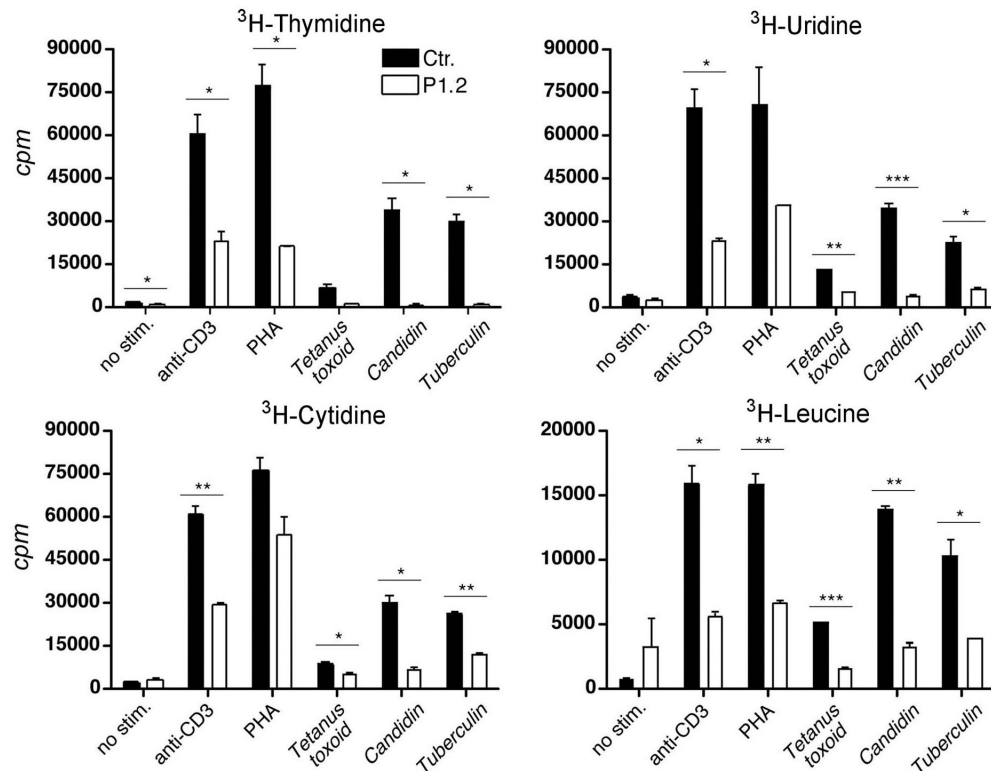 ³H-Thymidine
90000
75000
60000
45000
30000
15000
0
cpm
*
*
*
*
*
Ctr.
P1.2
no stim.
anti-CD3
PHA
Tetanus
toxoid
Candidin
Tuberculin
³H-Uridine
90000
75000
60000
45000
30000
15000
0
*
**
***
*
no stim.
anti-CD3
PHA
Tetanus
toxoid
Candidin
Tuberculin
³H-Cytidine
90000
75000
60000
45000
30000
15000
0
cpm
**
*
*
**
no stim.
anti-CD3
PHA
Tetanus
toxoid
Candidin
Tuberculin
³H-Leucine
20000
15000
10000
5000
0
*
**
***
**
*
no stim.
anti-CD3
PHA
Tetanus
toxoid
Candidin
Tuberculin